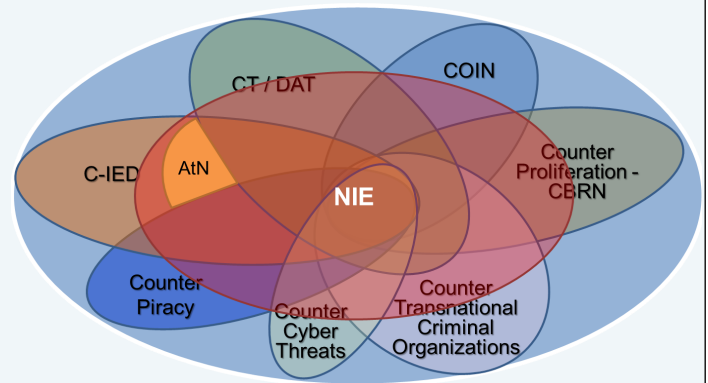 CT / DAT
COIN
C-IED
AtN
NIE
Counter
Proliferation -
CBRN
Counter
Piracy
Counter
Cyber
Threats
Counter
Transnational
Criminal
Organizations